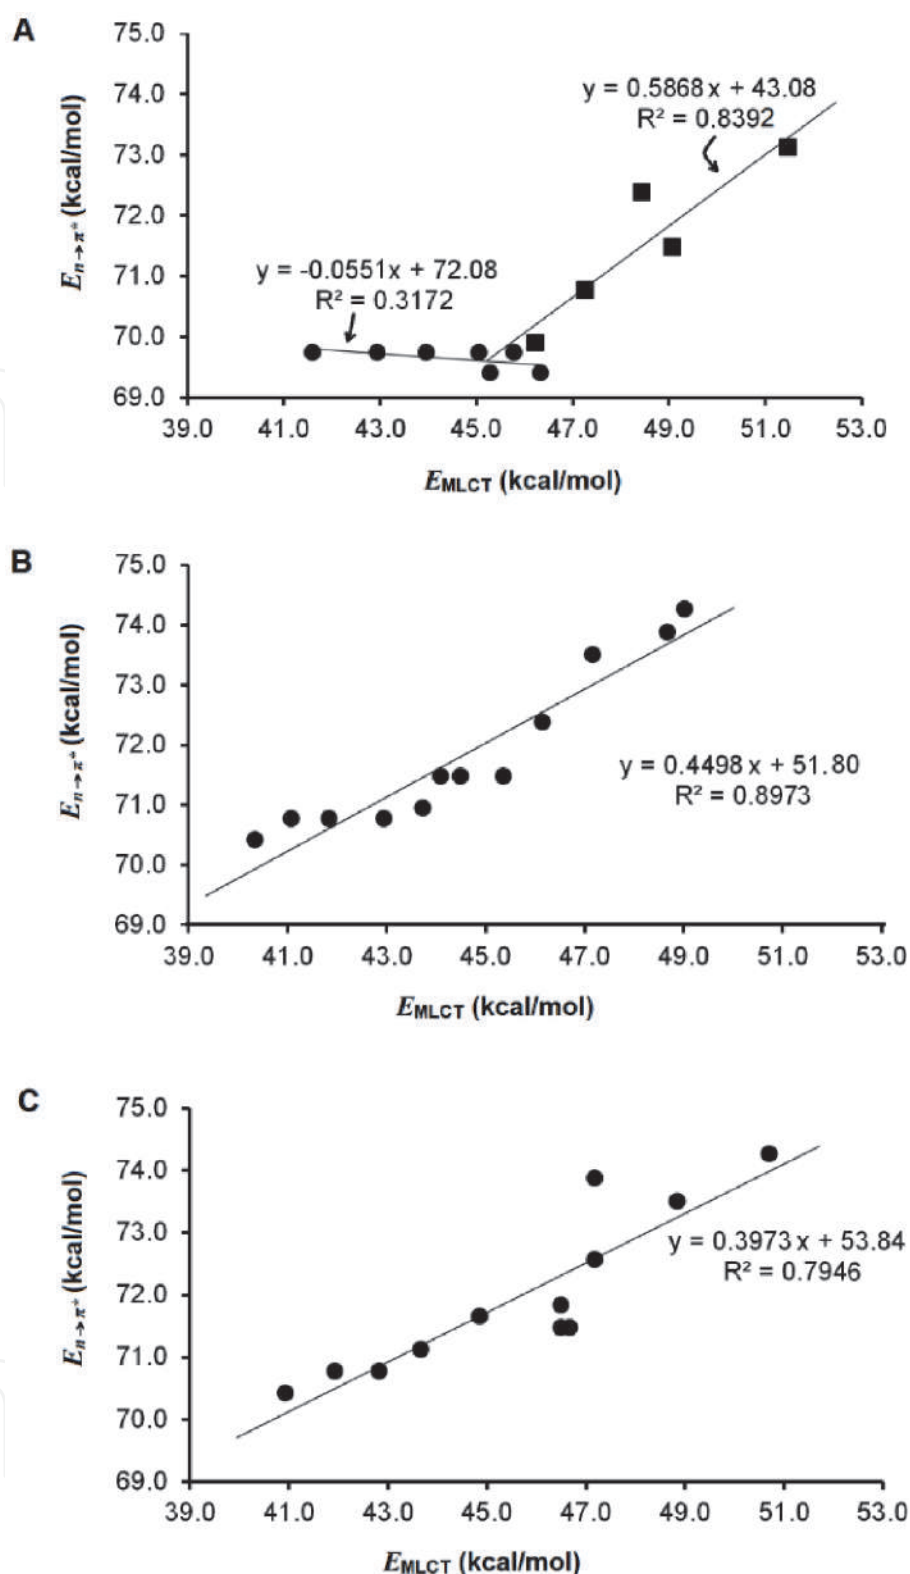 A
75.0
74.0
73.0
72.0
71.0
70.0
69.0
E n→π* (kcal/mol)
y = 0.5868x + 43.08
R² = 0.8392
y = -0.0551x + 72.08
R² = 0.3172
39.0 41.0 43.0 45.0 47.0 49.0 51.0 53.0
EMLCT (kcal/mol)
B
75.0
74.0
73.0
72.0
71.0
70.0
69.0
E n→π* (kcal/mol)
y = 0.4498x + 51.80
R² = 0.8973
39.0 41.0 43.0 45.0 47.0 49.0 51.0 53.0
EMLCT (kcal/mol)
C
75.0
74.0
73.0
72.0
71.0
70.0
69.0
E n→π* (kcal/mol)
y = 0.3973x + 53.84
R² = 0.7946
39.0 41.0 43.0 45.0 47.0 49.0 51.0 53.0
EMLCT (kcal/mol)